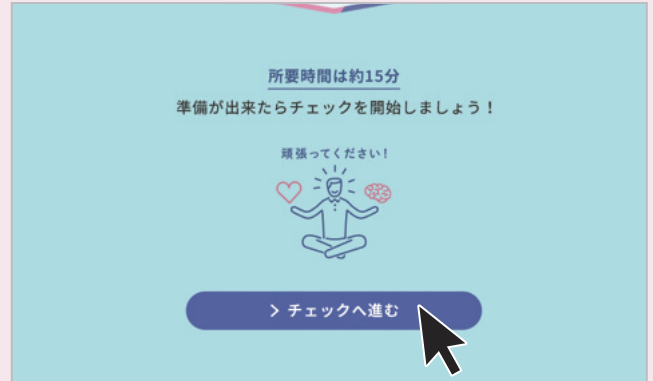 所要時間は約15分
準備が出来たらチェックを開始しましょう！
頑張ってください！
> チェックへ進む